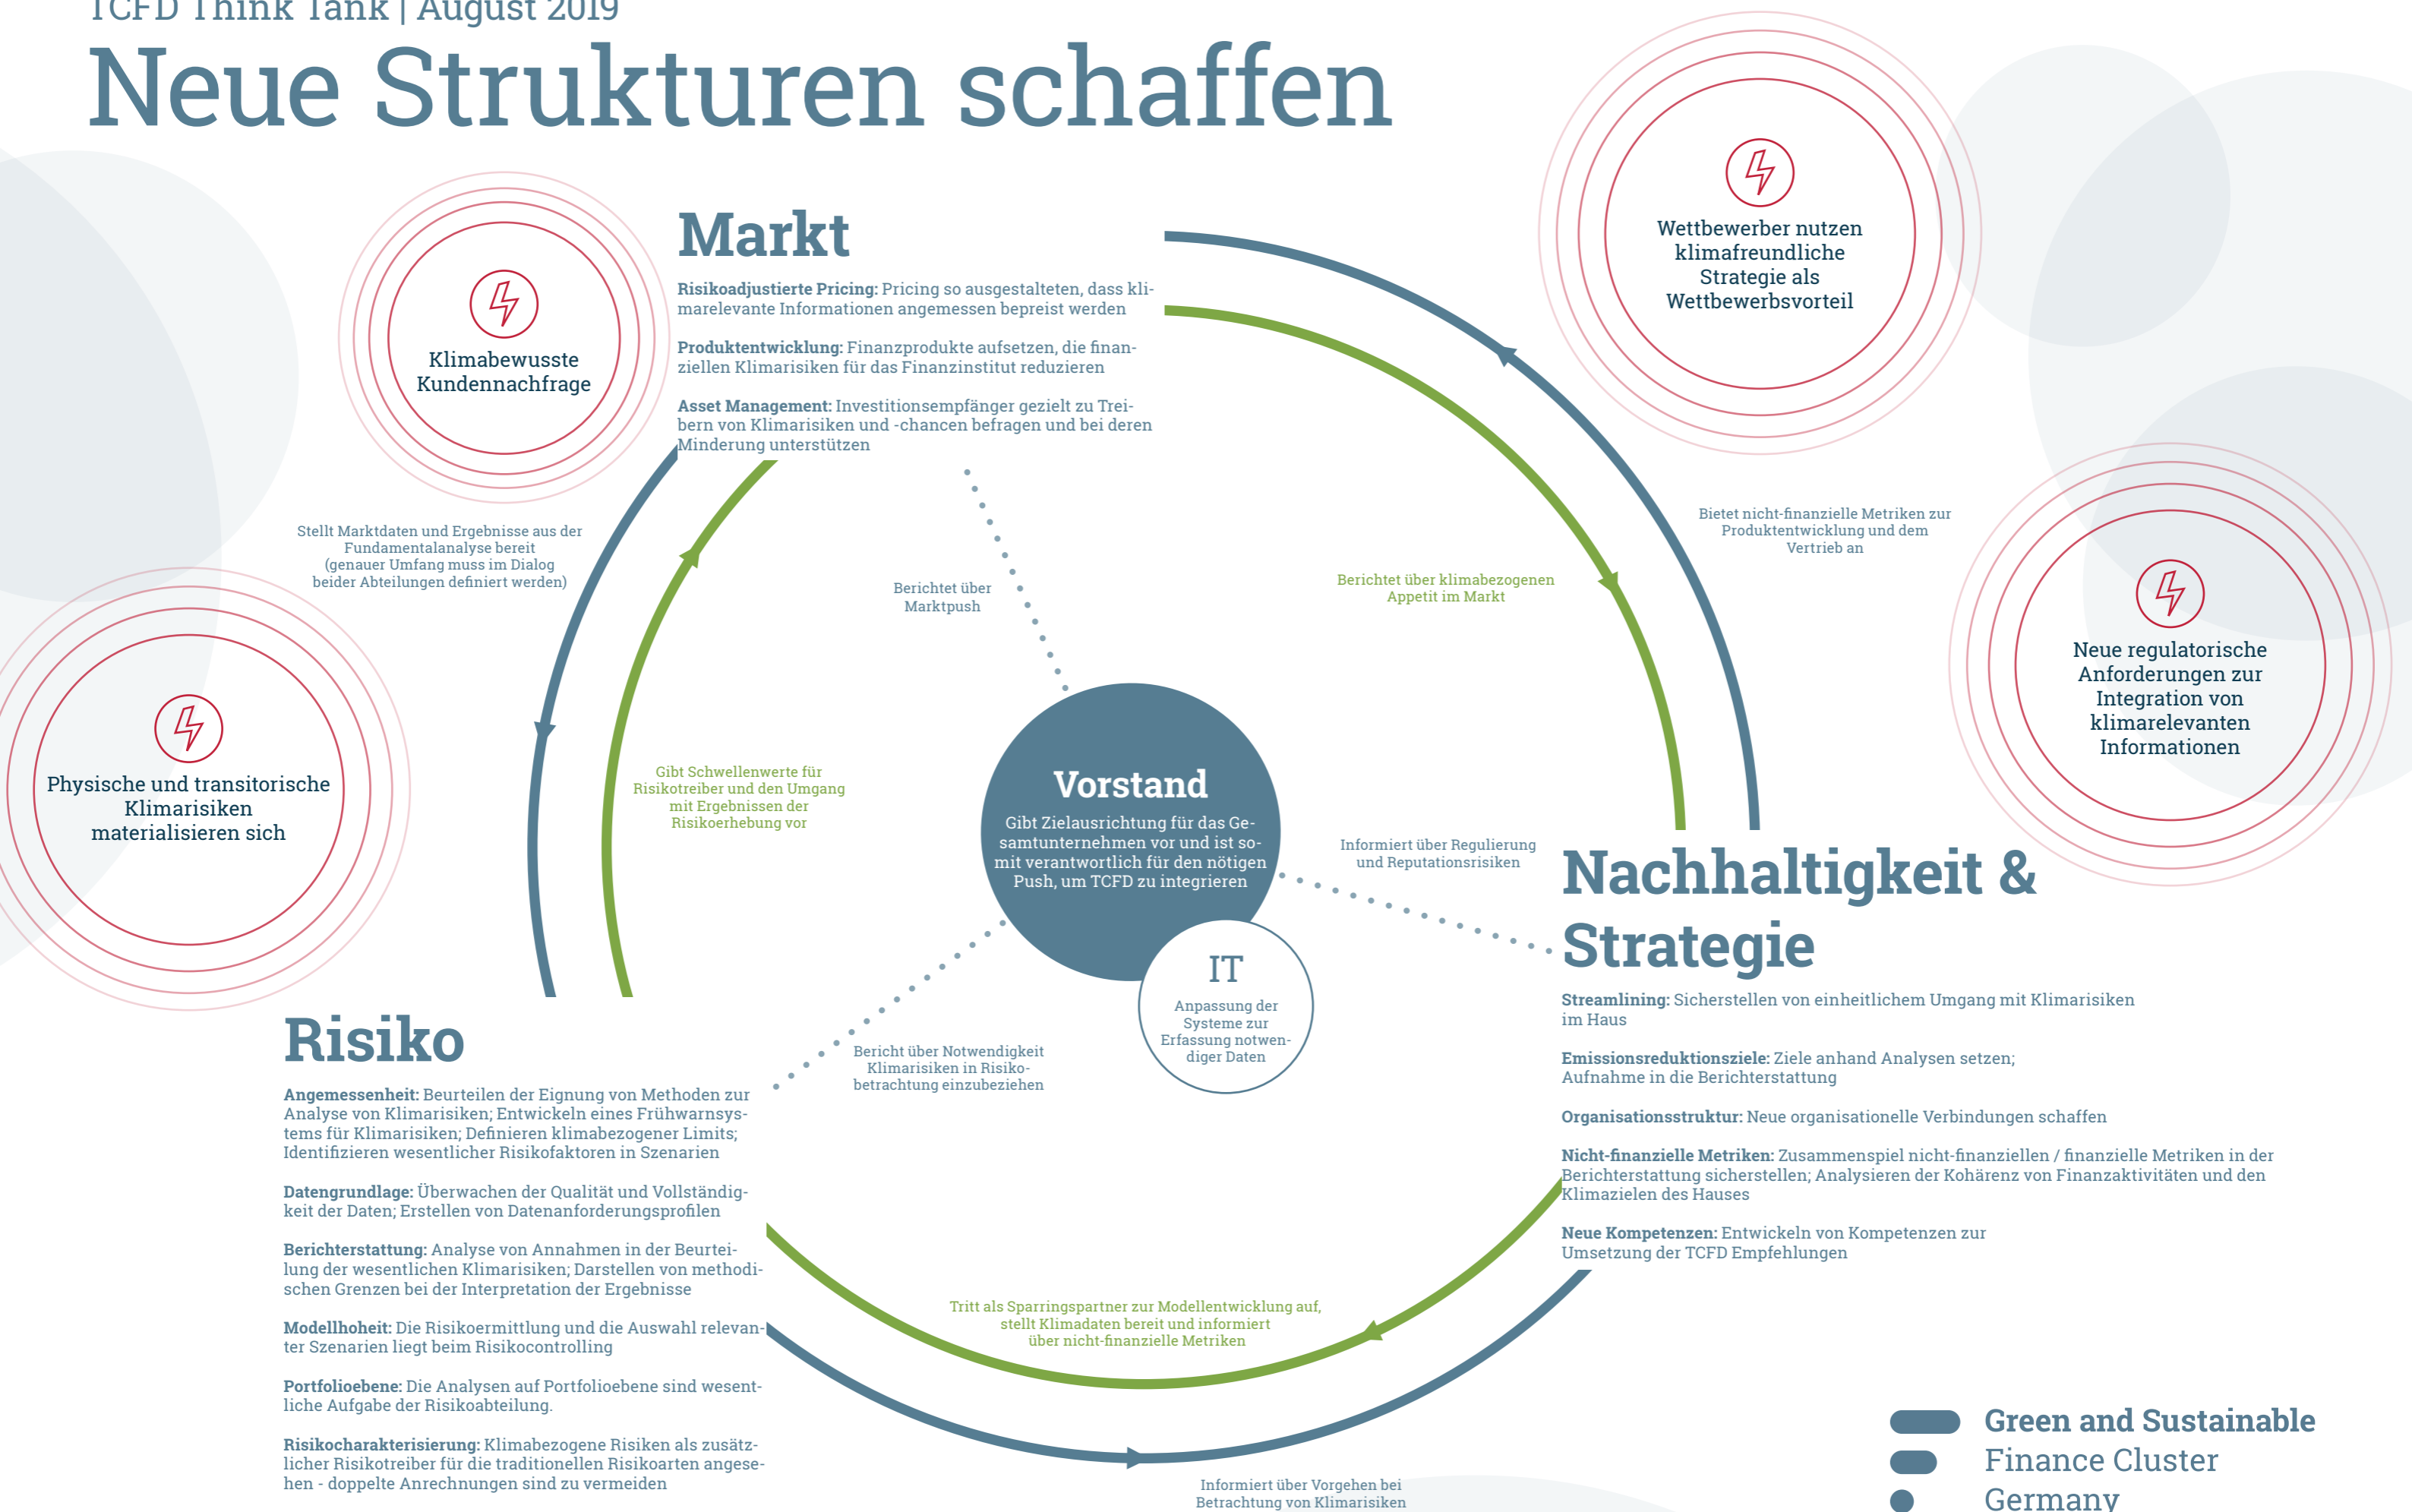 TCFD Think Tank | August 2019
Neue Strukturen schaffen
Klimabewusste
Kundennachfrage
Markt
Risikoadjustierte Pricing: Pricing so ausgestalteten, dass kli-
marelevante Informationen angemessen bepreist werden
Produktentwicklung: Finanzprodukte aufsetzen, die finan-
ziellen Klimarisiken für das Finanzinstitut reduzieren
Asset Management: Investitionsempfänger gezielt zu Trei-
bern von Klimarisiken und -chancen befragen und bei deren
Minderung unterstützen
Wettbewerber nutzen
klimafreundliche
Strategie als
Wettbewerbsvorteil
Stellt Marktdaten und Ergebnisse aus der
Fundamentalanalyse bereit
(genauer Umfang muss im Dialog
beider Abteilungen definiert werden)
Berichtet über
Marktpush
Berichtet über klimabezogenen
Appetit im Markt
Bietet nicht-finanzielle Metriken zur
Produktentwicklung und dem
Vertrieb an
Neue regulatorische
Anforderungen zur
Integration von
klimarelevanten
Informationen
Physische und transitorische
Klimarisiken
materialisieren sich
Gibt Schwellenwerte für
Risikotreiber und den Umgang
mit Ergebnissen der
Risikoerhebung vor
Vorstand
Gibt Zielausrichtung für das Ge-
samtunternehmen vor und ist so-
mit verantwortlich für den nötigen
Push, um TCFD zu integrieren
Informiert über Regulierung
und Reputationsrisiken
IT
Anpassung der
Systeme zur
Erfassung notwen-
diger Daten
Bericht über Notwendigkeit
Klimarisiken in Risiko-
betrachtung einzubeziehen
Nachhaltigkeit &
Strategie
Streamlining: Sicherstellen von einheitlichem Umgang mit Klimarisiken
im Haus
Emissionsreduktionsziele: Ziele anhand Analysen setzen;
Aufnahme in die Berichterstattung
Organisationsstruktur: Neue organisationelle Verbindungen schaffen
Nicht-finanzielle Metriken: Zusammenspiel nicht-finanziellen / finanzielle Metriken in der
Berichterstattung sicherstellen; Analysieren der Kohärenz von Finanzaktivitäten und den
Klimazielen des Hauses
Neue Kompetenzen: Entwickeln von Kompetenzen zur
Umsetzung der TCFD Empfehlungen
Risiko
Angemessenheit: Beurteilen der Eignung von Methoden zur
Analyse von Klimarisiken; Entwickeln eines Frühwarnsys-
tems für Klimarisiken; Definieren klimabezogener Limits;
Identifizieren wesentlicher Risikofaktoren in Szenarien
Datengrundlage: Überwachen der Qualität und Vollständig-
keit der Daten; Erstellen von Datenanforderungsprofilen
Berichterstattung: Analyse von Annahmen in der Beurtei-
lung der wesentlichen Klimarisiken; Darstellen von methodi-
schen Grenzen bei der Interpretation der Ergebnisse
Modellhoheit: Die Risikoermittlung und die Auswahl relevan-
ter Szenarien liegt beim Risikocontrolling
Portfolioebene: Die Analysen auf Portfolioebene sind wesent-
liche Aufgabe der Risikoabteilung.
Risikocharakterisierung: Klimabezogene Risiken als zusätz-
licher Risikotreiber für die traditionellen Risikoarten angese-
hen - doppelte Anrechnungen sind zu vermeiden
Tritt als Sparringspartner zur Modellentwicklung auf,
stellt Klimadaten bereit und informiert
über nicht-finanzielle Metriken
Informiert über Vorgehen bei
Betrachtung von Klimarisiken
Green and Sustainable
Finance Cluster
Germany